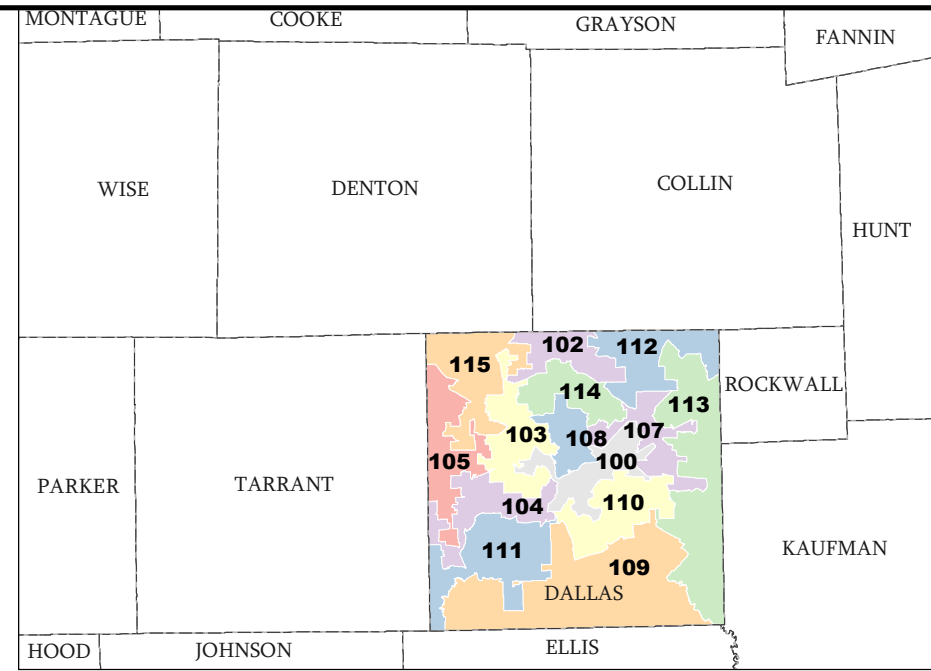 MONTAGUE
COOKE
GRAYSON
FANNIN
WISE
DENTON
COLLIN
HUNT
102
112
115
114
ROCKWALL
113
103
108
107
105
100
PARKER
TARRANT
104
110
111
KAUFMAN
109
DALLAS
HOOD
JOHNSON
ELLIS